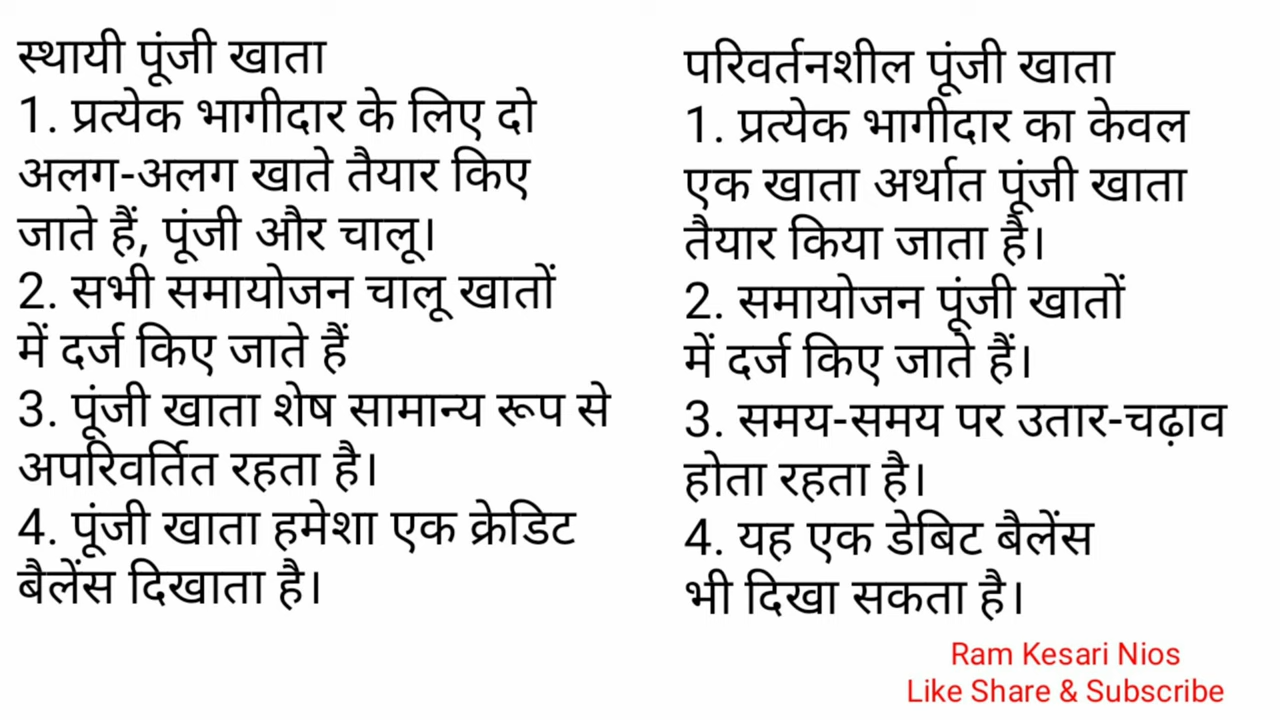 स्थायी पूंजी खाता
1. प्रत्येक भागीदार के लिए दो
अलग-अलग खाते तैयार किए
जाते हैं, पूंजी और चालू।
2. सभी समायोजन चालू खातों
में दर्ज किए जाते हैं
3. पूंजी खाता शेष सामान्य रूप से
अपरिवर्तित रहता है।
4. पूंजी खाता हमेशा एक क्रेडिट
बैलेंस दिखाता है।
परिवर्तनशील पूंजी खाता
1. प्रत्येक भागीदार का केवल
एक खाता अर्थात पूंजी खाता
तैयार किया जाता है।
2. समायोजन पूंजी खातों
में दर्ज किए जाते हैं।
3. समय-समय पर उतार-चढ़ाव
होता रहता है।
4. यह एक डेबिट बैलेंस
भी दिखा सकता है।
Ram Kesari Nios
Like Share & Subscribe